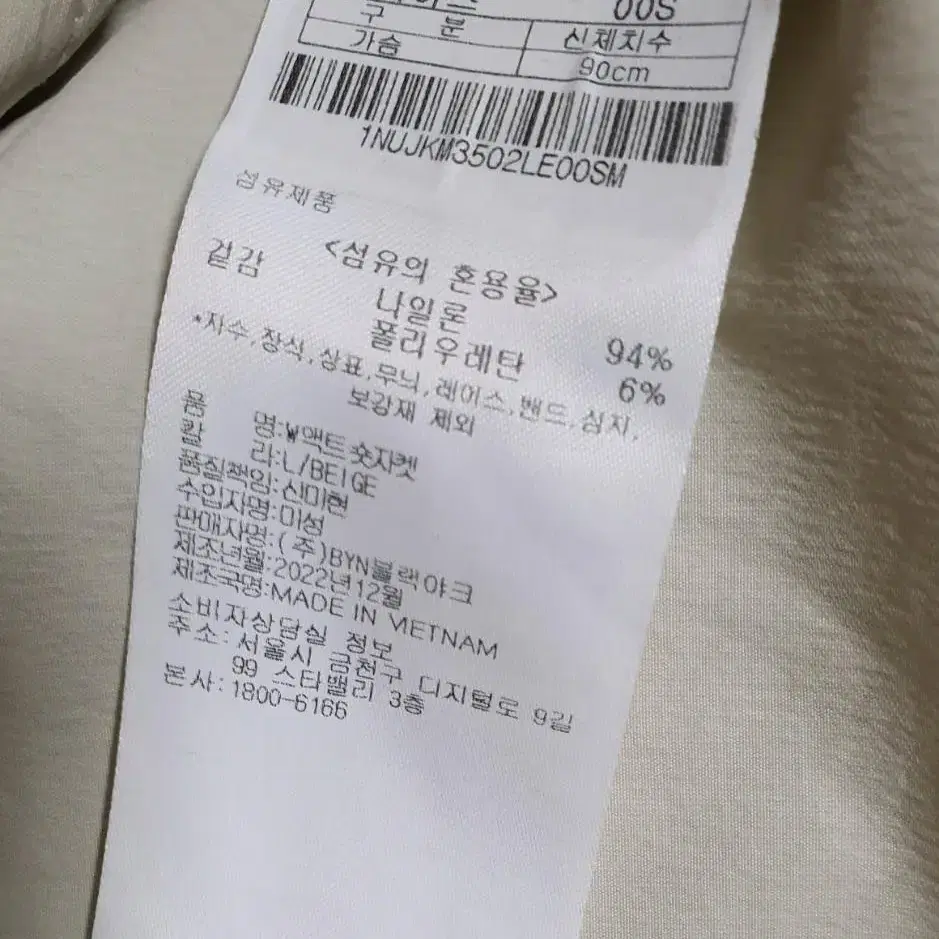 00S
구 분 신체치수
가슴 90cm
1NUJKM3502LE00SM
섬유제품
<섬유의 혼용율>
겉감
나일론 94%
폴리우레탄 6%
*자수,장식,상표,무늬,레이스,밴드,심지,
보강재 제외
품 명:W액트숏자켓
칼 라:L/BEIGE
품질책임:신미현
수입자명:미성
판매자명:(주)BYN블랙야크
제조년월:2022년12월
제조국명:MADE IN VIETNAM
소비자상담실 정보
주소: 서울시 금천구 디지털로 9길
99 스타밸리 3층
본사:1800-6166